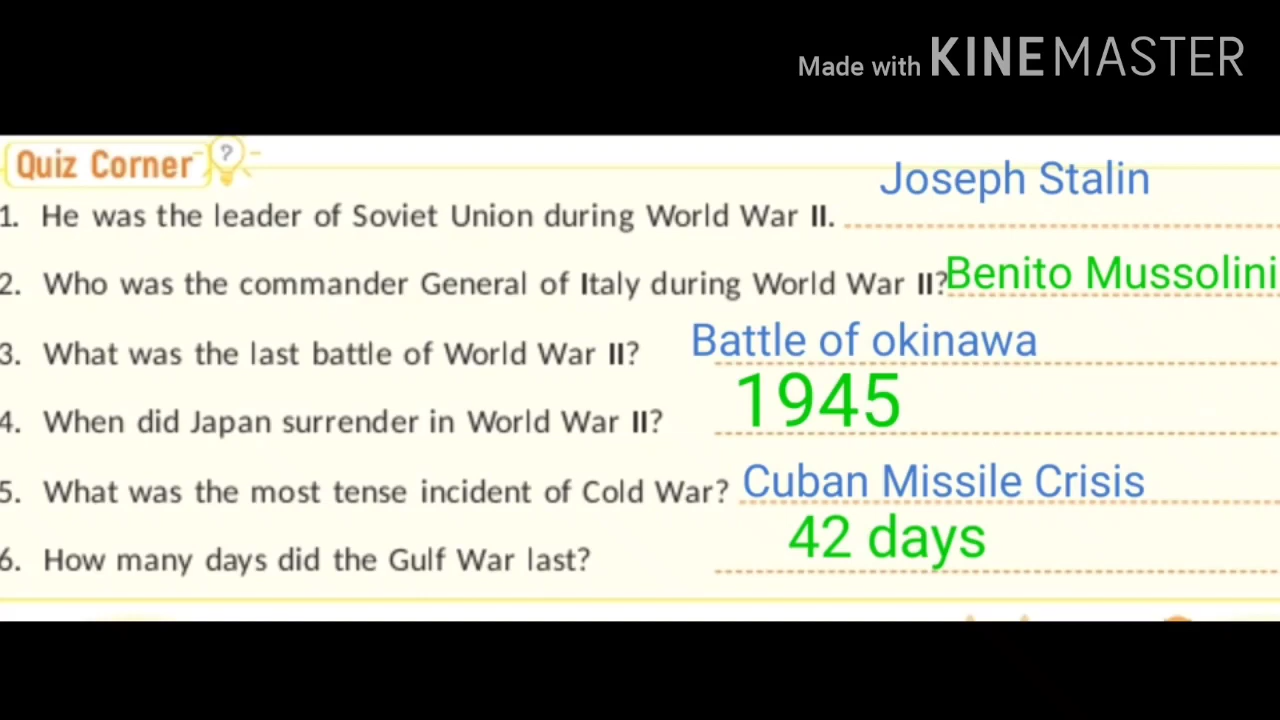 Made with KINEMASTER
Quiz Corner ?
Joseph Stalin
1. He was the leader of Soviet Union during World War II.
2. Who was the commander General of Italy during World War II? Benito Mussolini
3. What was the last battle of World War II? Battle of okinawa
4. When did Japan surrender in World War II? 1945
5. What was the most tense incident of Cold War? Cuban Missile Crisis
6. How many days did the Gulf War last? 42 days